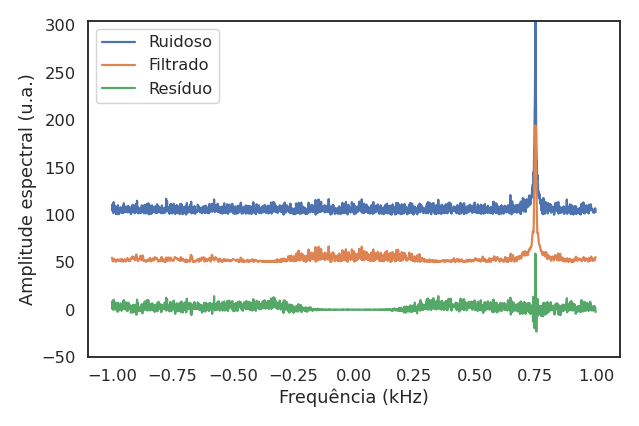 300
250
200
150
100
50
0
−50
Amplitude espectral (u.a.)
Ruidoso
Filtrado
Resíduo
−1.00 −0.75 −0.50 −0.25 0.00 0.25 0.50 0.75 1.00
Frequência (kHz)